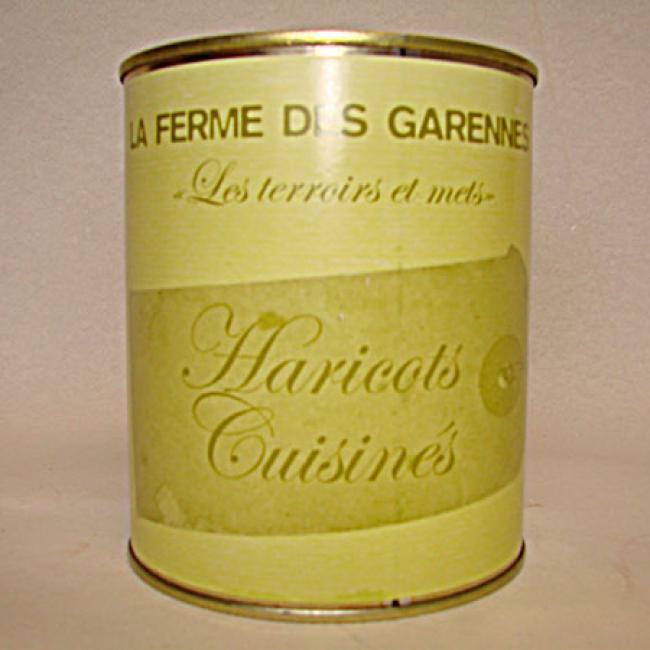 LA FERME DES GARENNES
«Les terroirs et mets»
Haricots
Cuisinés